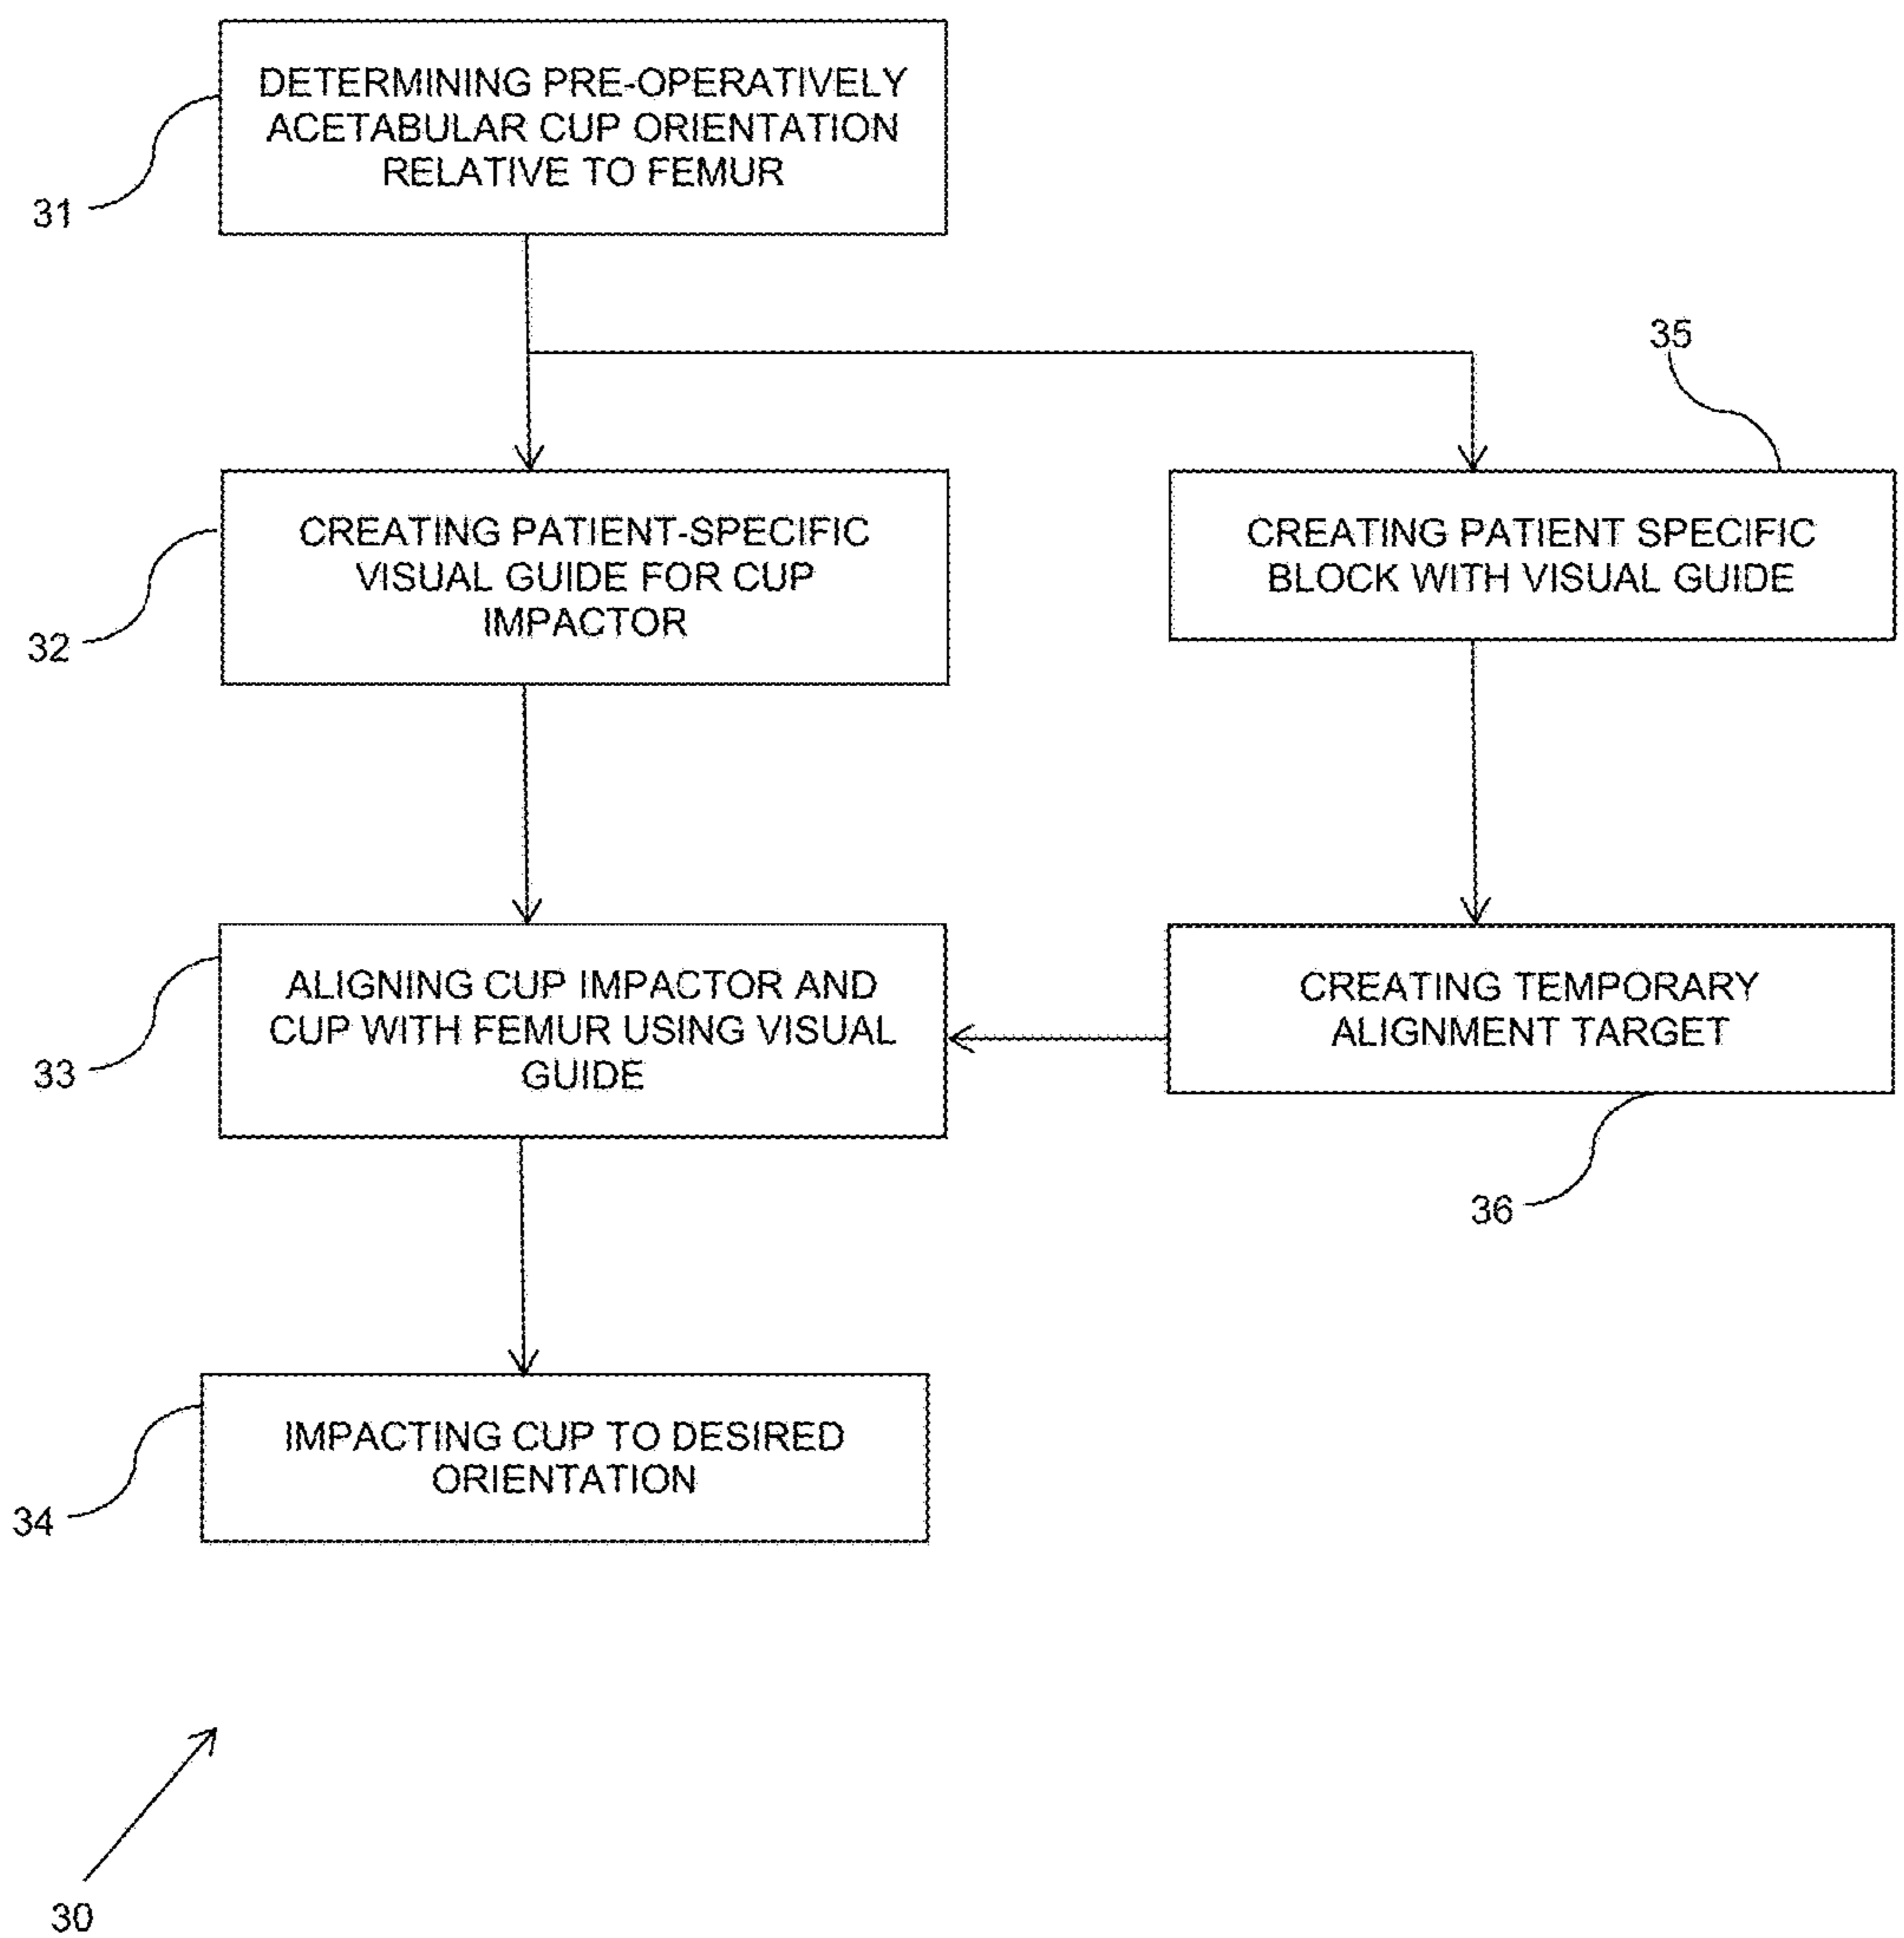 DETERMINING PRE-OPERATIVELY
ACETABULAR CUP ORIENTATION
RELATIVE TO FEMUR
31
35
CREATING PATIENT-SPECIFIC
VISUAL GUIDE FOR CUP
IMPACTOR
32
CREATING PATIENT SPECIFIC
BLOCK WITH VISUAL GUIDE
ALIGNING CUP IMPACTOR AND
CUP WITH FEMUR USING VISUAL
GUIDE
33
CREATING TEMPORARY
ALIGNMENT TARGET
36
IMPACTING CUP TO DESIRED
ORIENTATION
34
30